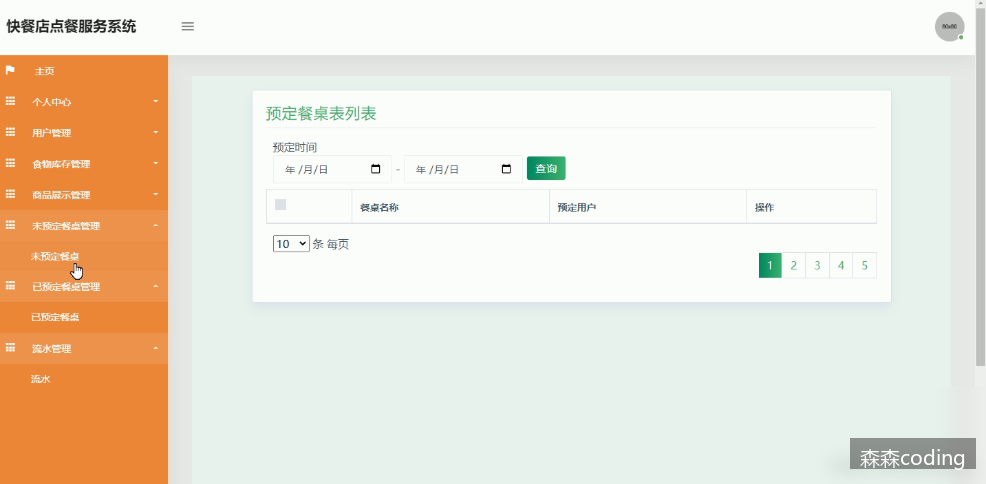 快餐店点餐服务系统
主页
个人中心
用户管理
食物库存管理
商品展示管理
未预定餐桌管理
未预定餐桌
已预定餐桌管理
已预定餐桌
流水管理
流水
预定餐桌表列表
预定时间
年/月/日 - 年/月/日 查询
餐桌名称 预定用户 操作
10 条 每页
1 2 3 4 5
森森coding